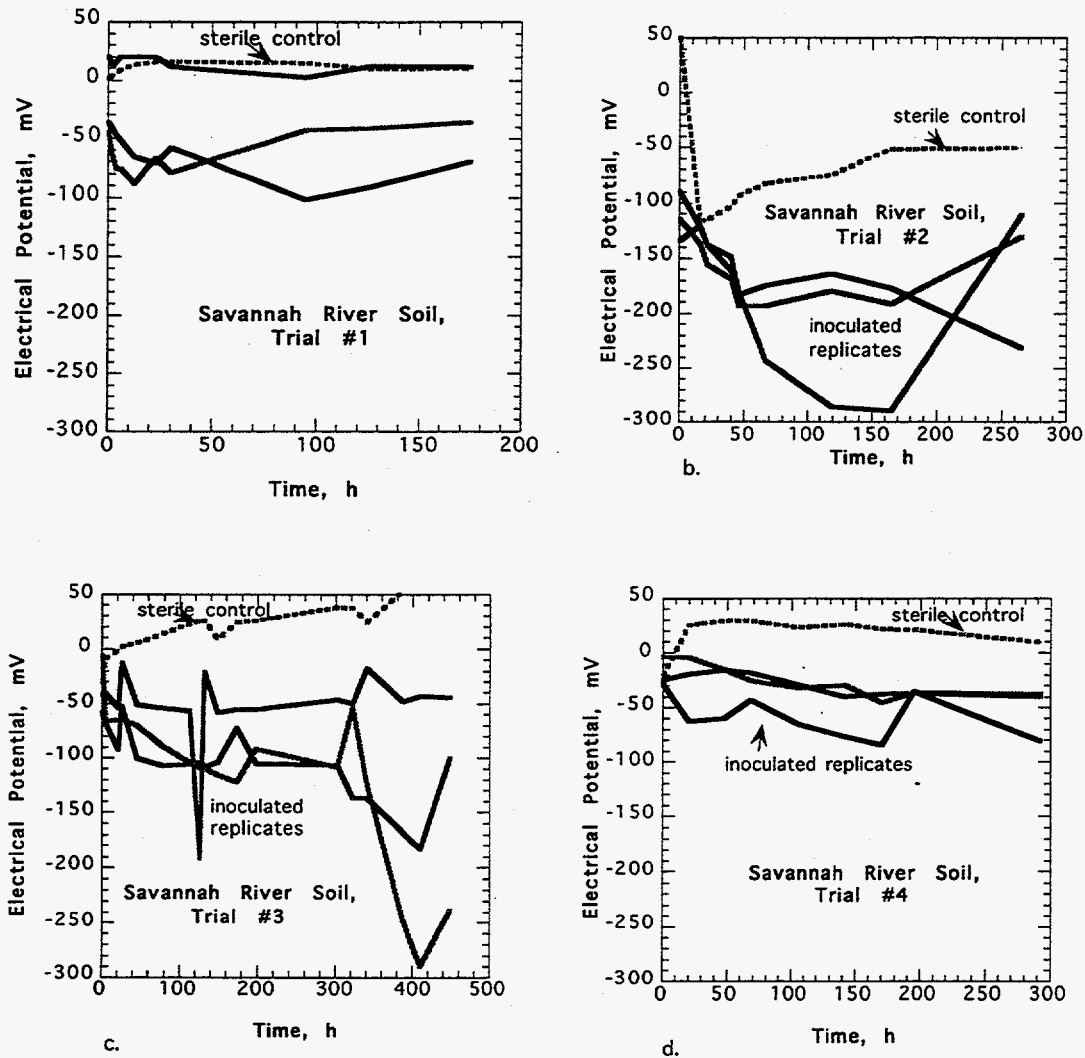 50
0
-50
-100
-150
-200
-250
-300
Electrical Potential, mV
sterile control
Savannah River Soil,
Trial #1
0 50 100 150 200
Time, h
50
0
-50
-100
-150
-200
-250
-300
Electrical Potential, mV
sterile control
Savannah River Soil,
Trial #2
inoculated
replicates
0 50 100 150 200 250 300
b.
Time, h
50
0
-50
-100
-150
-200
-250
-300
Electrical Potential, mV
sterile control
inoculated
replicates
Savannah River Soil,
Trial #3
0 100 200 300 400 500
Time, h
c.
50
0
-50
-100
-150
-200
-250
-300
Electrical Potential, mV
sterile control
inoculated replicates
Savannah River Soil,
Trial #4
0 50 100 150 200 250 300
Time, h
d.